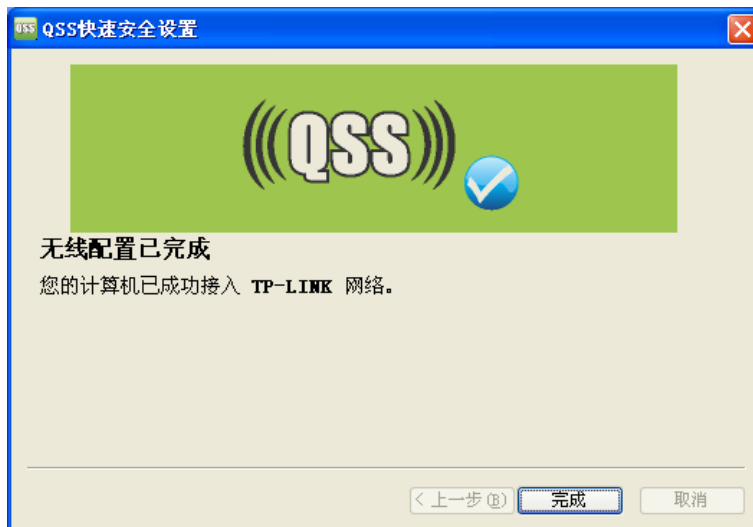 QSS QSS快速安全设置
QSS
无线配置已完成
您的计算机已成功接入 TP-LINK 网络。
< 上一步(B) 完成 取消